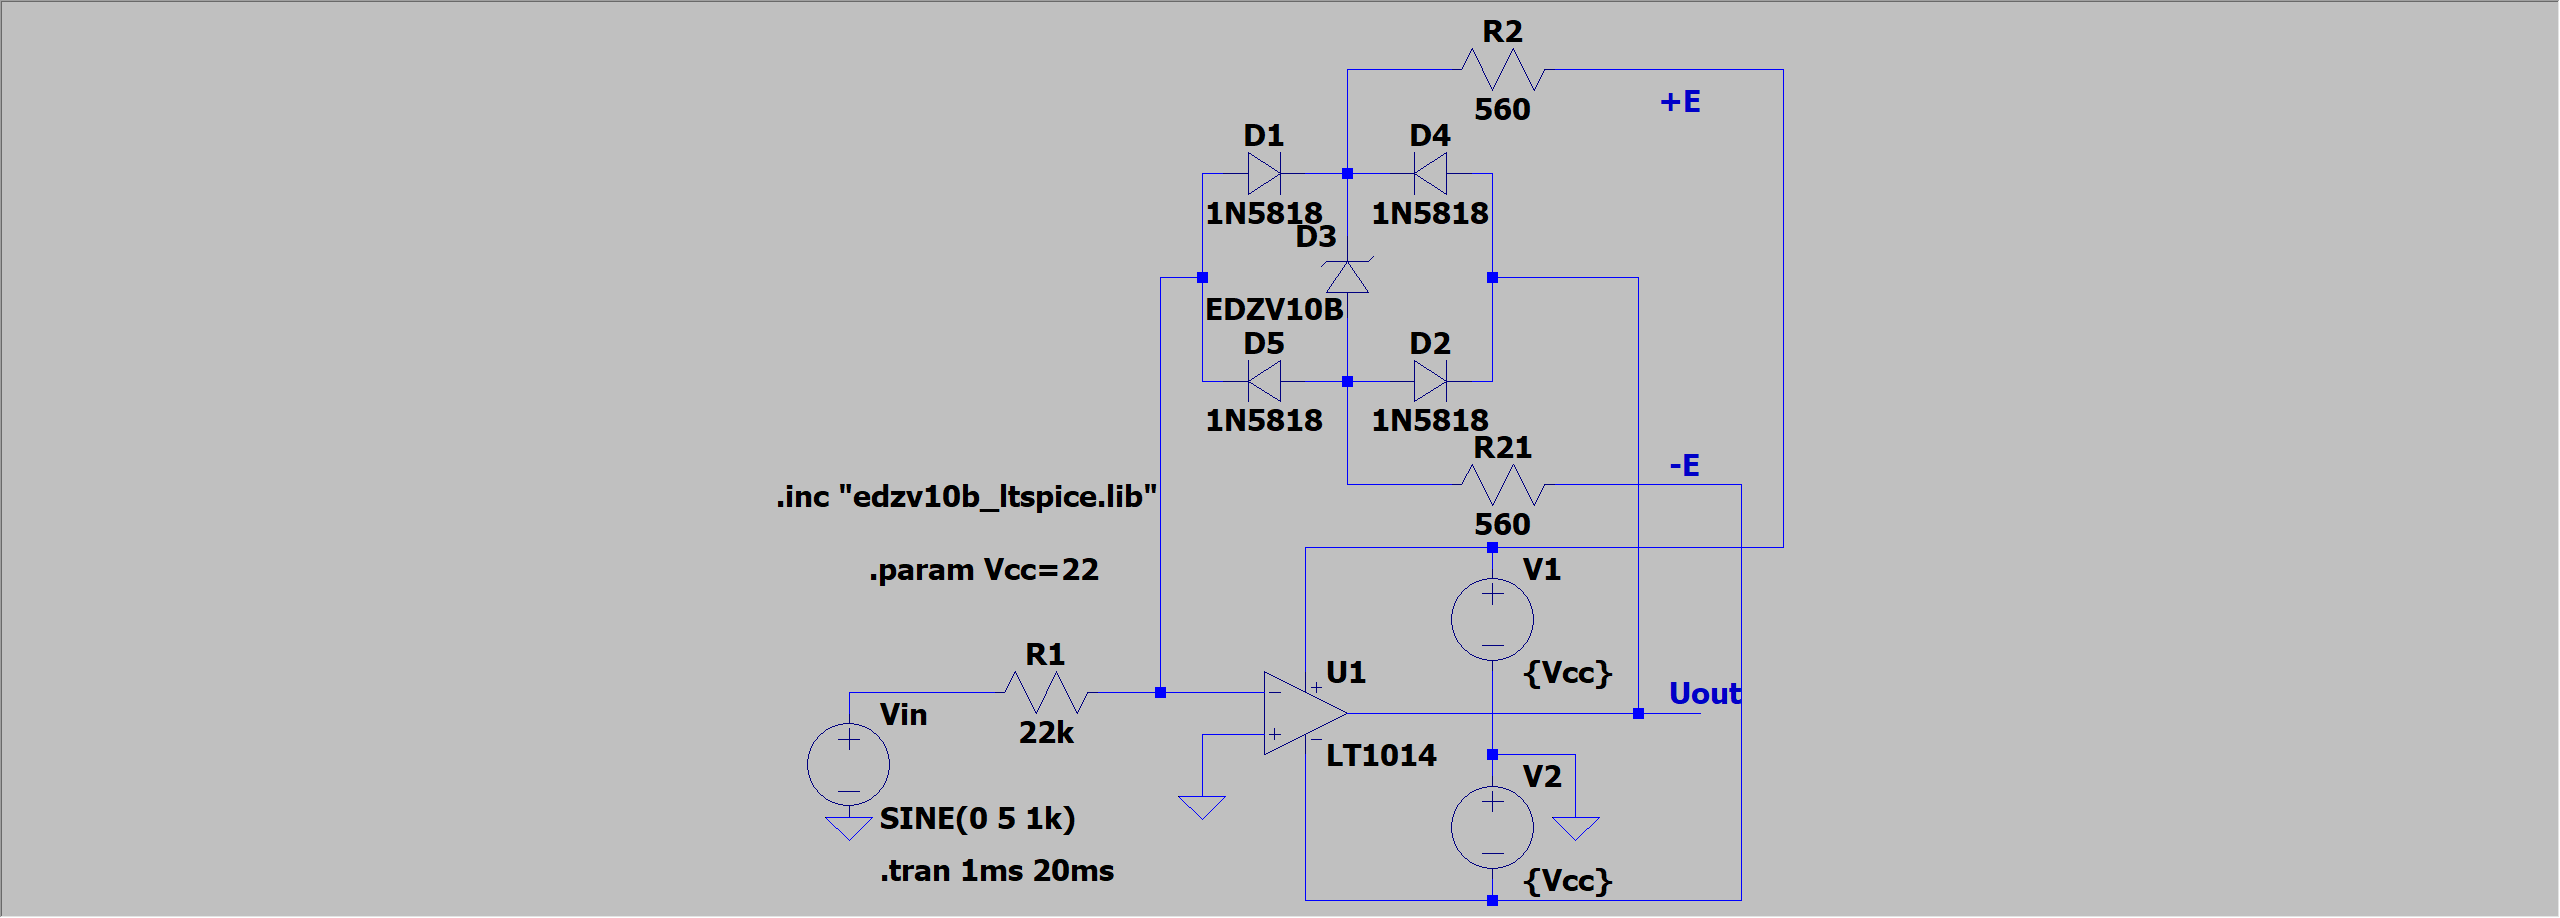 R2
560
+E
D1
D4
1N5818
1N5818
D3
EDZV10B
D5
D2
1N5818
1N5818
R21
560
-E
.inc "edzv10b_ltspice.lib"
.param Vcc=22
V1
{Vcc}
R1
22k
U1
LT1014
Uout
Vin
SINE(0 5 1k)
.tran 1ms 20ms
V2
{Vcc}